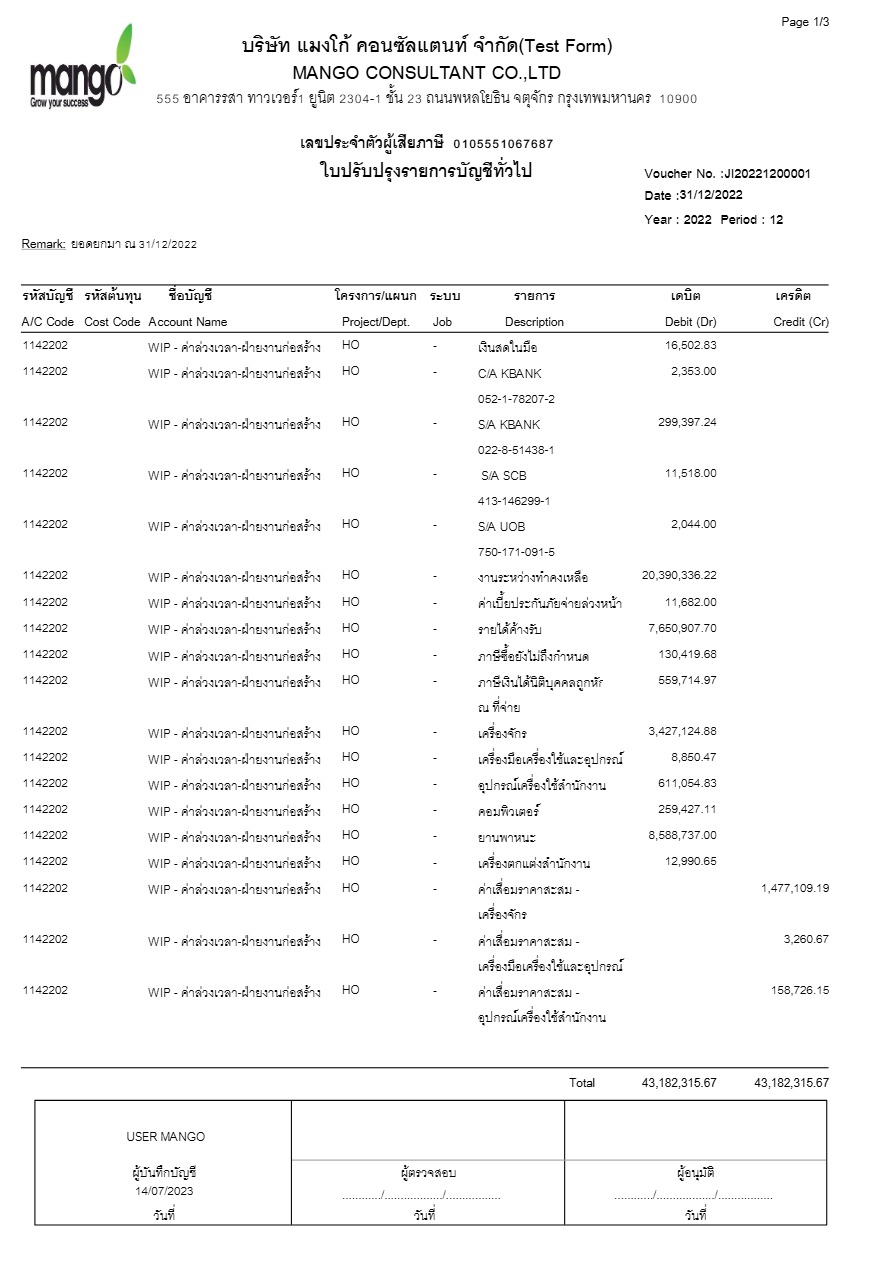 Page 1/3
mango
Grow your success
บริษัท แมงโก้ คอนซัลแตนท์ จำกัด(Test Form)
MANGO CONSULTANT CO.,LTD
555 อาคารรสา ทาวเวอร์1 ยูนิต 2304-1 ชั้น 23 ถนนพหลโยธิน จตุจักร กรุงเทพมหานคร 10900
เลขประจำตัวผู้เสียภาษี 0105551067687
ใบปรับปรุงรายการบัญชีทั่วไป
Voucher No. :JI20221200001
Date :31/12/2022
Year : 2022 Period : 12
Remark: ยอดยกมา ณ 31/12/2022
รหัสบัญชี รหัสต้นทุน ชื่อบัญชี โครงการ/แผนก ระบบ รายการ เดบิต เครดิต
A/C Code Cost Code Account Name Project/Dept. Job Description Debit (Dr) Credit (Cr)
1142202 WIP - ค่าล่วงเวลา-ฝ่ายงานก่อสร้าง HO - เงินสดในมือ 16,502.83
1142202 WIP - ค่าล่วงเวลา-ฝ่ายงานก่อสร้าง HO - C/A KBANK 2,353.00
052-1-78207-2
1142202 WIP - ค่าล่วงเวลา-ฝ่ายงานก่อสร้าง HO - S/A KBANK 299,397.24
022-8-51438-1
1142202 WIP - ค่าล่วงเวลา-ฝ่ายงานก่อสร้าง HO - S/A SCB 11,518.00
413-146299-1
1142202 WIP - ค่าล่วงเวลา-ฝ่ายงานก่อสร้าง HO - S/A UOB 2,044.00
750-171-091-5
1142202 WIP - ค่าล่วงเวลา-ฝ่ายงานก่อสร้าง HO - งานระหว่างทำคงเหลือ 20,390,336.22
1142202 WIP - ค่าล่วงเวลา-ฝ่ายงานก่อสร้าง HO - ค่าเบี้ยประกันภัยจ่ายล่วงหน้า 11,682.00
1142202 WIP - ค่าล่วงเวลา-ฝ่ายงานก่อสร้าง HO - รายได้ค้างรับ 7,650,907.70
1142202 WIP - ค่าล่วงเวลา-ฝ่ายงานก่อสร้าง HO - ภาษีซื้อยังไม่ถึงกำหนด 130,419.68
1142202 WIP - ค่าล่วงเวลา-ฝ่ายงานก่อสร้าง HO - ภาษีเงินได้นิติบุคคลถูกหัก 559,714.97
ณ ที่จ่าย
1142202 WIP - ค่าล่วงเวลา-ฝ่ายงานก่อสร้าง HO - เครื่องจักร 3,427,124.88
1142202 WIP - ค่าล่วงเวลา-ฝ่ายงานก่อสร้าง HO - เครื่องมือเครื่องใช้และอุปกรณ์ 8,850.47
1142202 WIP - ค่าล่วงเวลา-ฝ่ายงานก่อสร้าง HO - อุปกรณ์เครื่องใช้สำนักงาน 611,054.83
1142202 WIP - ค่าล่วงเวลา-ฝ่ายงานก่อสร้าง HO - คอมพิวเตอร์ 259,427.11
1142202 WIP - ค่าล่วงเวลา-ฝ่ายงานก่อสร้าง HO - ยานพาหนะ 8,588,737.00
1142202 WIP - ค่าล่วงเวลา-ฝ่ายงานก่อสร้าง HO - เครื่องตกแต่งสำนักงาน 12,990.65
1142202 WIP - ค่าล่วงเวลา-ฝ่ายงานก่อสร้าง HO - ค่าเสื่อมราคาสะสม - 1,477,109.19
เครื่องจักร
1142202 WIP - ค่าล่วงเวลา-ฝ่ายงานก่อสร้าง HO - ค่าเสื่อมราคาสะสม - 3,260.67
เครื่องมือเครื่องใช้และอุปกรณ์
1142202 WIP - ค่าล่วงเวลา-ฝ่ายงานก่อสร้าง HO - ค่าเสื่อมราคาสะสม - 158,726.15
อุปกรณ์เครื่องใช้สำนักงาน
Total 43,182,315.67 43,182,315.67
USER MANGO
ผู้บันทึกบัญชี ผู้ตรวจสอบ ผู้อนุมัติ
14/07/2023 ............/.................../................. ............/.................../.................
วันที่ วันที่ วันที่